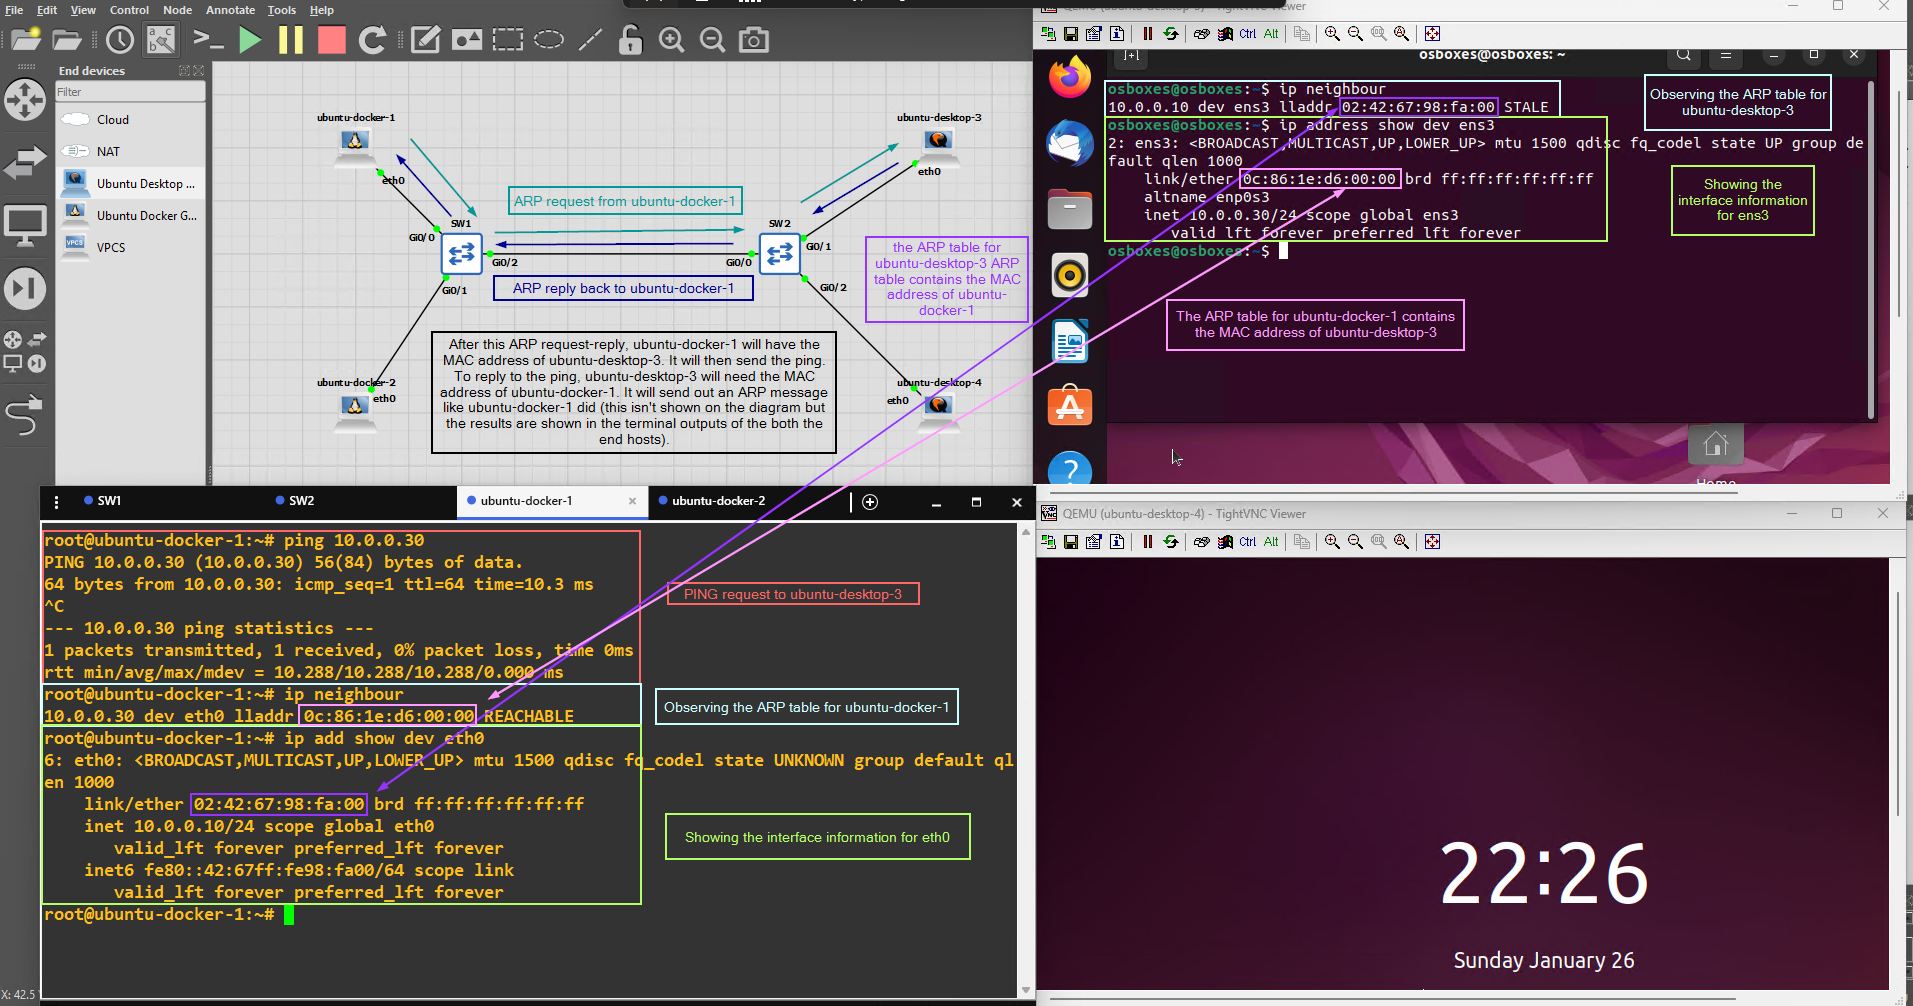 File Edit View Control Node Annotate Tools Help
End devices
Filter
Cloud
NAT
Ubuntu Desktop ...
Ubuntu Docker G...
VPCS
ubuntu-docker-1
eth0
ubuntu-desktop-3
eth0
ARP request from ubuntu-docker-1
SW1
Gi0/0
Gi0/2
Gi0/1
SW2
Gi0/1
Gi0/0
Gi0/2
ARP reply back to ubuntu-docker-1
the ARP table for
ubuntu-desktop-3 ARP
table contains the MAC
address of ubuntu-
docker-1
After this ARP request-reply, ubuntu-docker-1 will have the
MAC address of ubuntu-desktop-3. It will then send the ping.
To reply to the ping, ubuntu-desktop-3 will need the MAC
address of ubuntu-docker-1. It will send out an ARP message
like ubuntu-docker-1 did (this isn't shown on the diagram but
the results are shown in the terminal outputs of the both the
end hosts).
ubuntu-docker-2
eth0
ubuntu-desktop-4
eth0
X: 42.5
QEMU (ubuntu-desktop-3) - TightVNC Viewer
Ctrl Alt
osboxes@osboxes: ~
osboxes@osboxes:~$ ip neighbour
10.0.0.10 dev ens3 lladdr 02:42:67:98:fa:00 STALE
osboxes@osboxes:~$ ip address show dev ens3
2: ens3: <BROADCAST,MULTICAST,UP,LOWER_UP> mtu 1500 qdisc fq_codel state UP group de
fault qlen 1000
link/ether 0c:86:1e:d6:00:00 brd ff:ff:ff:ff:ff:ff
altname enp0s3
inet 10.0.0.30/24 scope global ens3
valid_lft forever preferred_lft forever
osboxes@osboxes:~$
Observing the ARP table for
ubuntu-desktop-3
Showing the
interface information
for ens3
The ARP table for ubuntu-docker-1 contains
the MAC address of ubuntu-desktop-3
Home
SW1
SW2
ubuntu-docker-1
ubuntu-docker-2
root@ubuntu-docker-1:~# ping 10.0.0.30
PING 10.0.0.30 (10.0.0.30) 56(84) bytes of data.
64 bytes from 10.0.0.30: icmp_seq=1 ttl=64 time=10.3 ms
^C
--- 10.0.0.30 ping statistics ---
1 packets transmitted, 1 received, 0% packet loss, time 0ms
rtt min/avg/max/mdev = 10.288/10.288/10.288/0.000 ms
root@ubuntu-docker-1:~# ip neighbour
10.0.0.30 dev eth0 lladdr 0c:86:1e:d6:00:00 REACHABLE
root@ubuntu-docker-1:~# ip add show dev eth0
6: eth0: <BROADCAST,MULTICAST,UP,LOWER_UP> mtu 1500 qdisc fq_codel state UNKNOWN group default ql
en 1000
link/ether 02:42:67:98:fa:00 brd ff:ff:ff:ff:ff:ff
inet 10.0.0.10/24 scope global eth0
valid_lft forever preferred_lft forever
inet6 fe80::42:67ff:fe98:fa00/64 scope link
valid_lft forever preferred_lft forever
root@ubuntu-docker-1:~#
PING request to ubuntu-desktop-3
Observing the ARP table for ubuntu-docker-1
Showing the interface information for eth0
QEMU (ubuntu-desktop-4) - TightVNC Viewer
Ctrl Alt
22:26
Sunday January 26